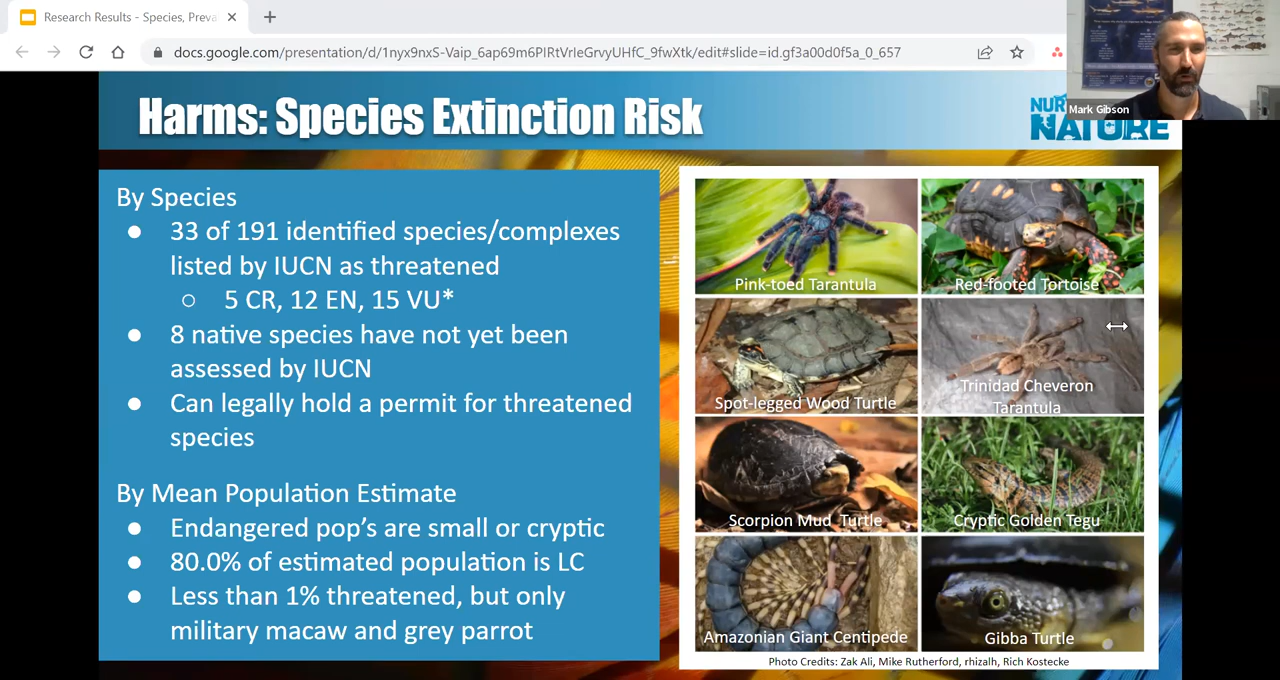 Research Results - Species, Preva
docs.google.com/presentation/d/1nyx9nxS-Vaip_6ap69m6PIRtVrIeGrvyUHfC_9fwXtk/edit#slide=id.gf3a00d0f5a_0_657
Mark Gibson
Harms: Species Extinction Risk
NATURE
By Species
33 of 191 identified species/complexes
listed by IUCN as threatened
5 CR, 12 EN, 15 VU*
8 native species have not yet been
assessed by IUCN
Can legally hold a permit for threatened
species
By Mean Population Estimate
Endangered pop's are small or cryptic
80.0% of estimated population is LC
Less than 1% threatened, but only
military macaw and grey parrot
Pink-toed Tarantula
Red-footed Tortoise
Spot-legged Wood Turtle
Trinidad Cheveron
Tarantula
Scorpion Mud Turtle
Cryptic Golden Tegu
Amazonian Giant Centipede
Gibba Turtle
Photo Credits: Zak Ali, Mike Rutherford, rhizalh, Rich Kostecke